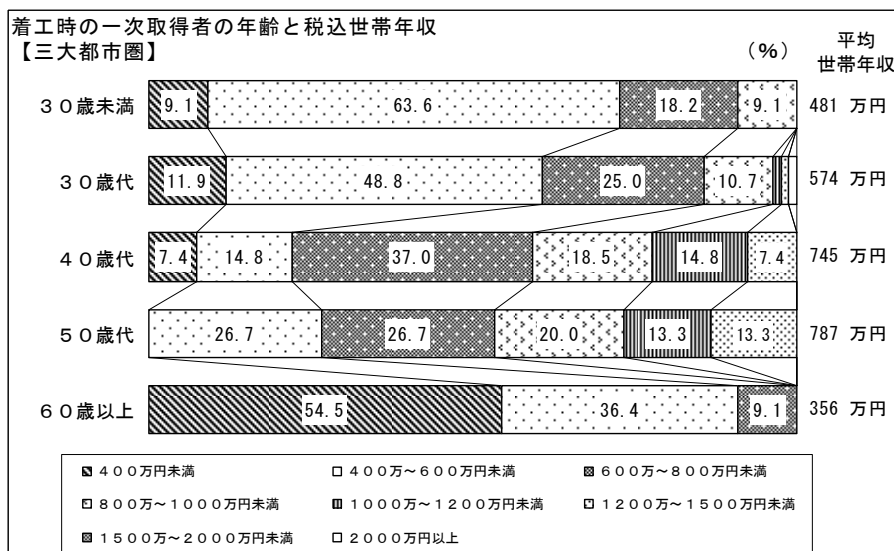 着工時の一次取得者の年齢と税込世帯年収
【三大都市圏】
(%)
平均
世帯年収
30歳未満 9.1 63.6 18.2 9.1 481 万円
30歳代 11.9 48.8 25.0 10.7 574 万円
40歳代 7.4 14.8 37.0 18.5 14.8 7.4 745 万円
50歳代 26.7 26.7 20.0 13.3 13.3 787 万円
60歳以上 54.5 36.4 9.1 356 万円
400万円未満 400万~600万円未満 600万~800万円未満
800万~1000万円未満 1000万~1200万円未満 1200万~1500万円未満
1500万~2000万円未満 2000万円以上